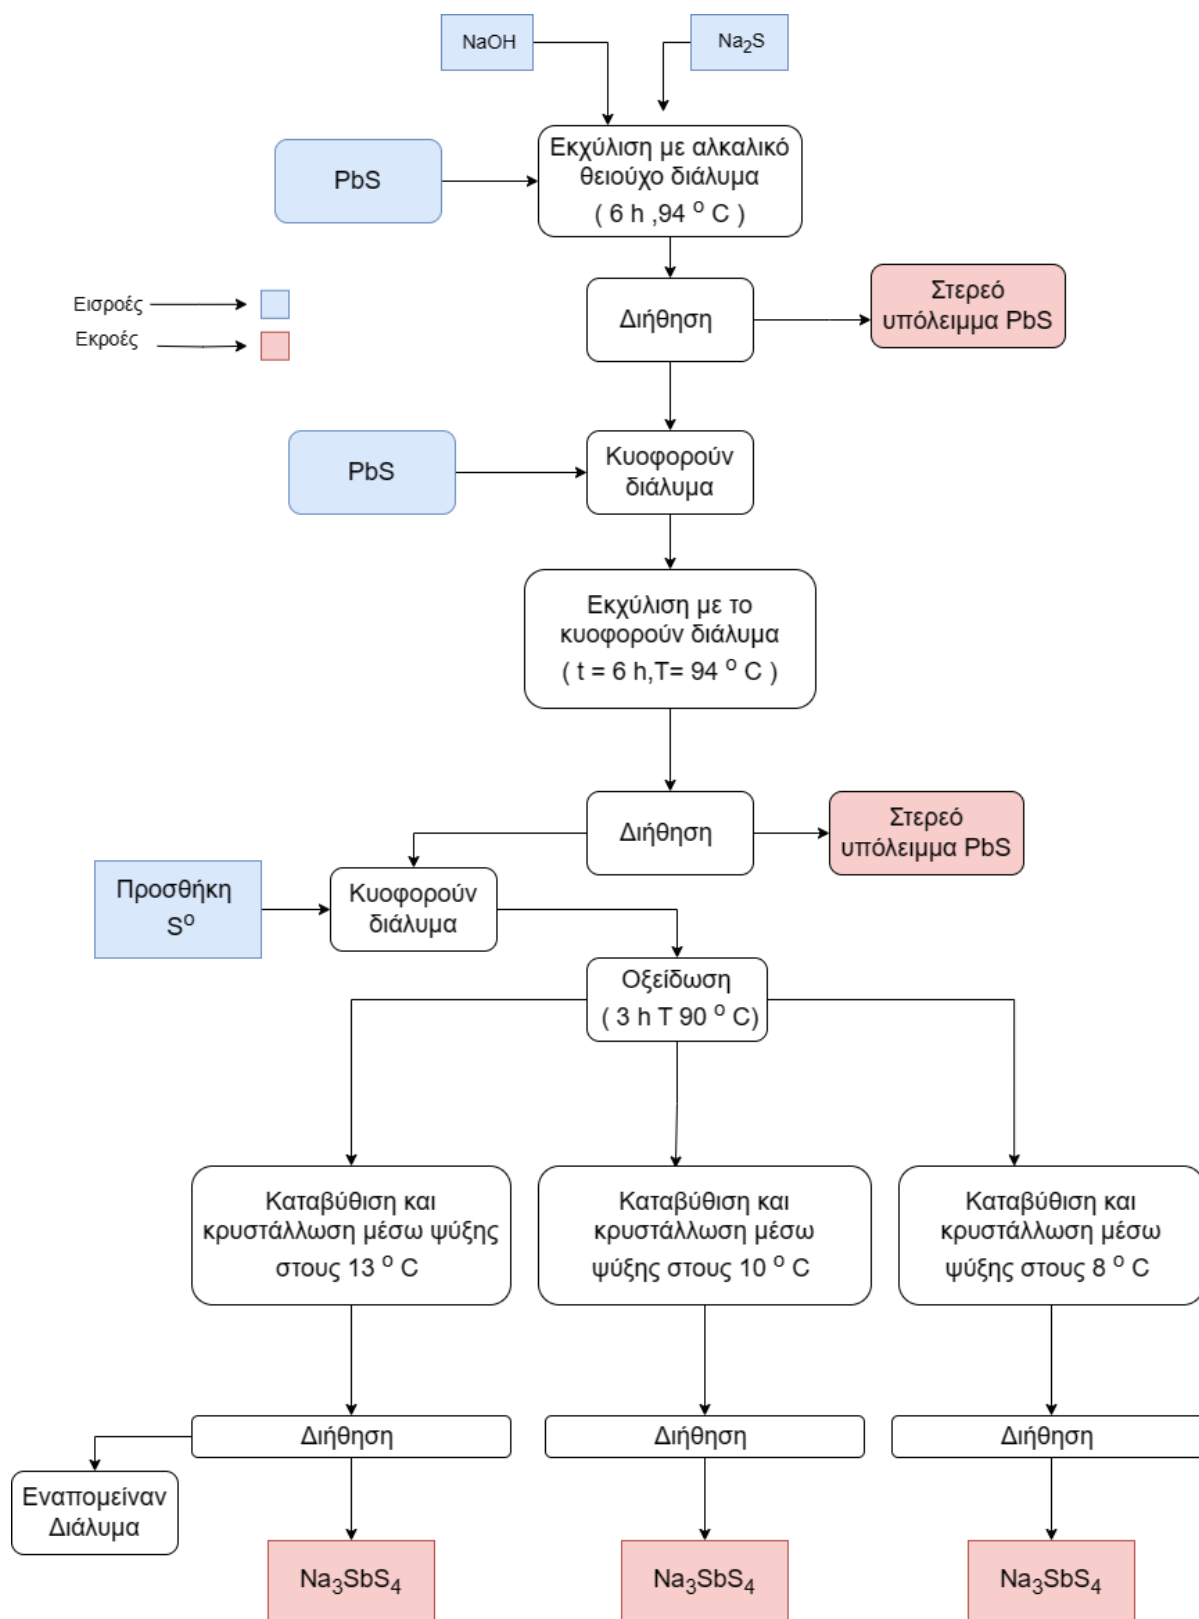 NaOH
Na₂S
PbS
Εκχύλιση με αλκαλικό
θειούχο διάλυμα
( 6 h ,94 ° C )
Εισροές
Εκροές
Διήθηση
Στερεό
υπόλειμμα PbS
PbS
Κυοφορούν
διάλυμα
Εκχύλιση με το
κυοφορούν διάλυμα
( t = 6 h,T= 94 ° C )
Διήθηση
Στερεό
υπόλειμμα PbS
Προσθήκη
S⁰
Κυοφορούν
διάλυμα
Οξείδωση
( 3 h T 90 ° C)
Καταβύθιση και
κρυστάλλωση μέσω ψύξης
στους 13 ° C
Καταβύθιση και
κρυστάλλωση μέσω
ψύξης στους 10 ° C
Καταβύθιση και
κρυστάλλωση μέσω
ψύξης στους 8 ° C
Διήθηση
Διήθηση
Διήθηση
Εναπομείναν
Διάλυμα
Na₃SbS₄
Na₃SbS₄
Na₃SbS₄